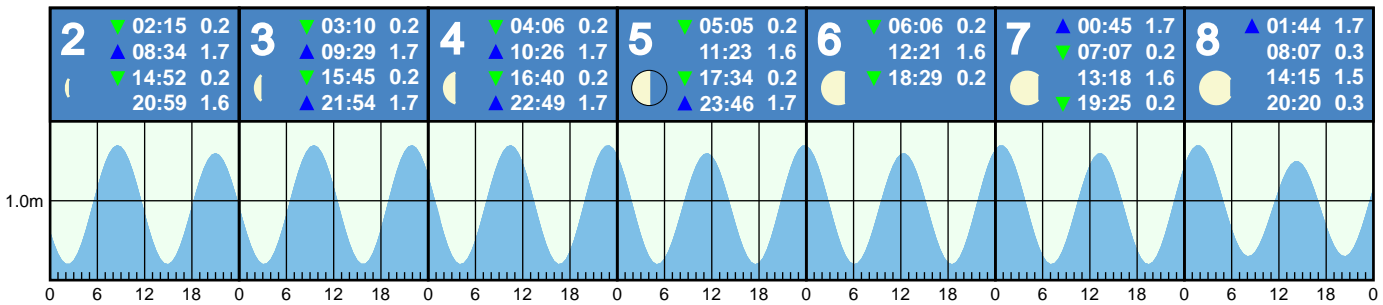 2
▼ 02:15 0.2
▲ 08:34 1.7
▼ 14:52 0.2
20:59 1.6
3
▼ 03:10 0.2
▲ 09:29 1.7
▼ 15:45 0.2
▲ 21:54 1.7
4
▼ 04:06 0.2
▲ 10:26 1.7
▼ 16:40 0.2
▲ 22:49 1.7
5
▼ 05:05 0.2
11:23 1.6
▼ 17:34 0.2
▲ 23:46 1.7
6
▼ 06:06 0.2
12:21 1.6
▼ 18:29 0.2
7
▲ 00:45 1.7
▼ 07:07 0.2
13:18 1.6
▼ 19:25 0.2
8
▲ 01:44 1.7
08:07 0.3
14:15 1.5
20:20 0.3
1.0m
0 6 12 18 0 6 12 18 0 6 12 18 0 6 12 18 0 6 12 18 0 6 12 18 0 6 12 18 0